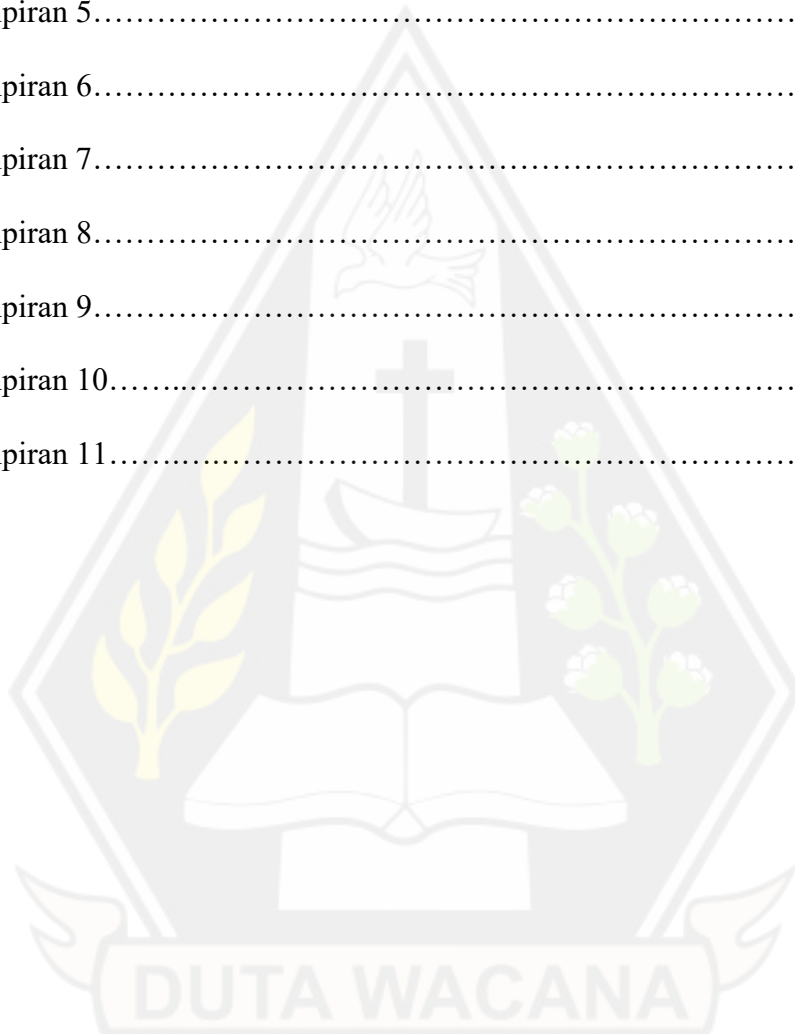 piran 5……………………………………………………………………
piran 6……………………………………………………………………
piran 7……………………………………………………………………
piran 8……………………………………………………………………
piran 9……………………………………………………………………
piran 10……..……………………………………………………………
piran 11…….….…………………………………………………………
DUTA WACANA